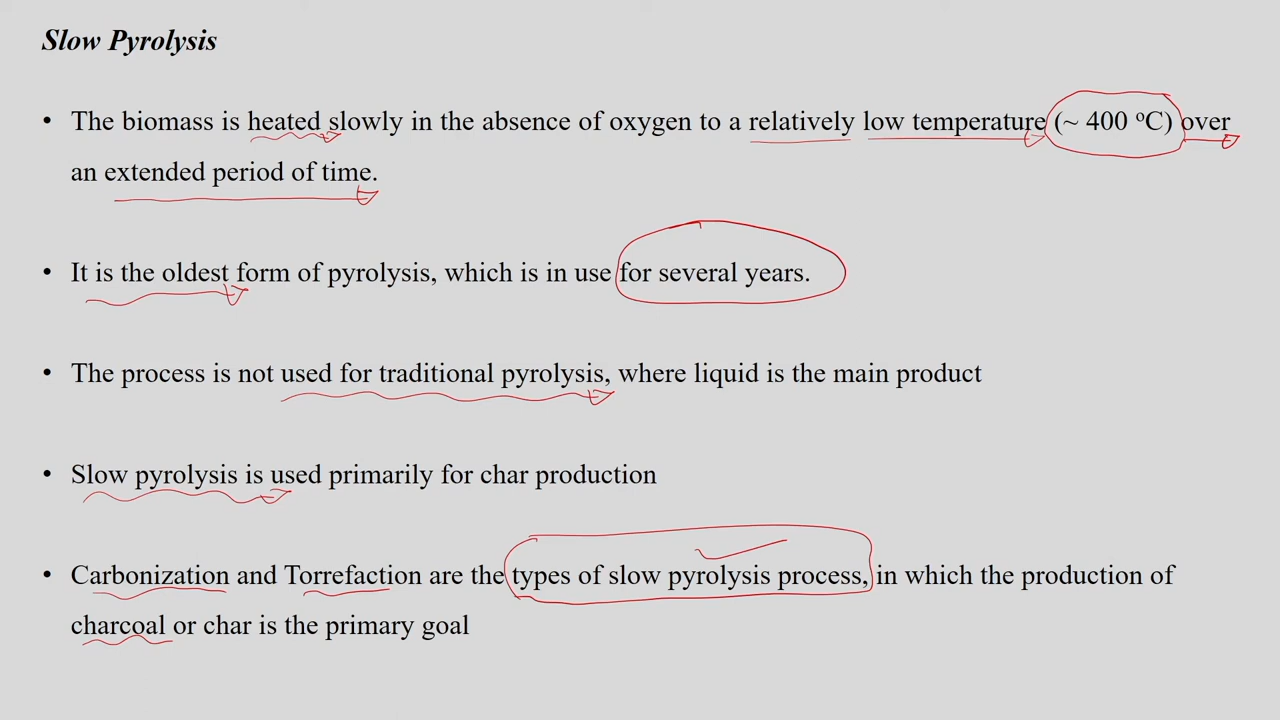 Slow Pyrolysis
• The biomass is heated slowly in the absence of oxygen to a relatively low temperature (~ 400 ºC) over
an extended period of time.
• It is the oldest form of pyrolysis, which is in use for several years.
• The process is not used for traditional pyrolysis, where liquid is the main product
• Slow pyrolysis is used primarily for char production
• Carbonization and Torrefaction are the types of slow pyrolysis process, in which the production of
charcoal or char is the primary goal